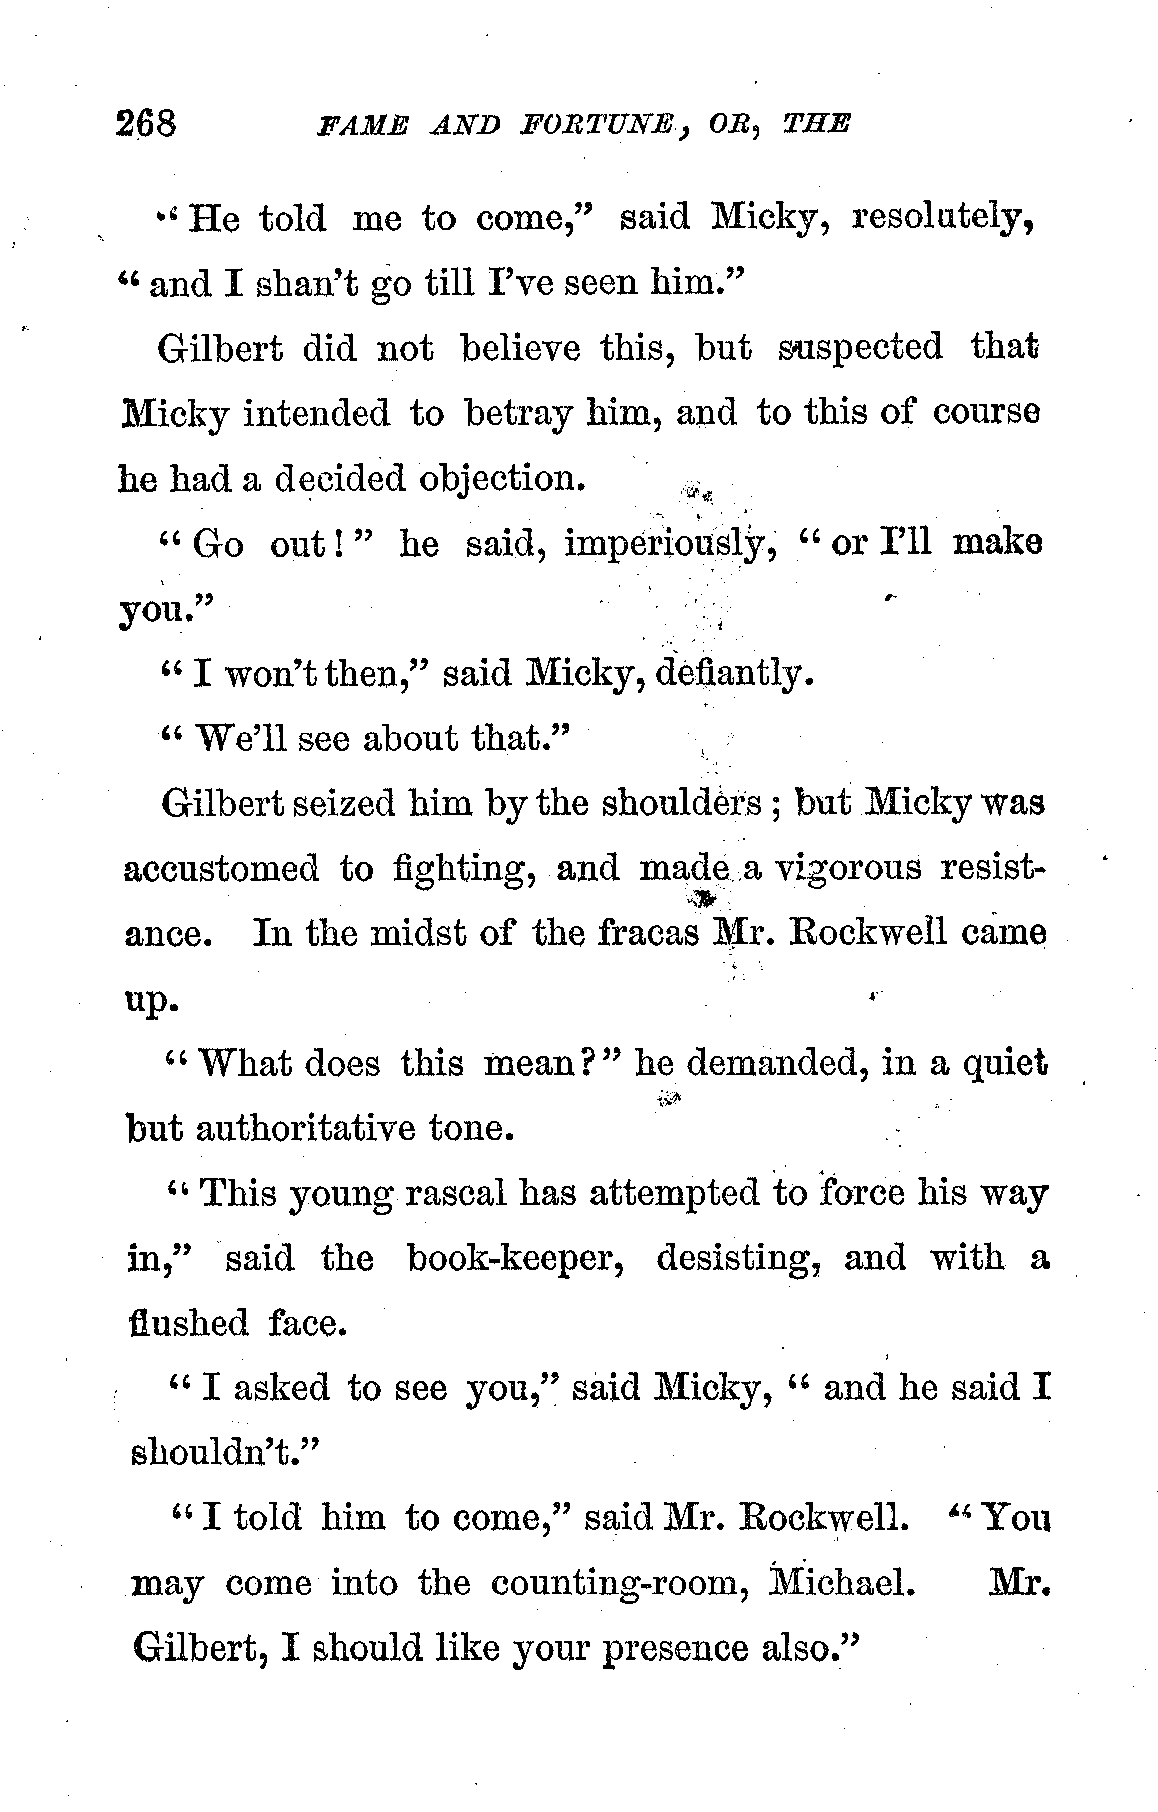 268 FAME AND FORTUNE, OR, THE
“He told me to come,” said Micky, resolutely,
“and I shan’t go till I’ve seen him.”
Gilbert did not believe this, but suspected that
Micky intended to betray him, and to this of course
he had a decided objection.
“Go out!” he said, imperiously, “or I’ll make
you.”
“I won’t then,” said Micky, defiantly.
“We’ll see about that.”
Gilbert seized him by the shoulders; but Micky was
accustomed to fighting, and made a vigorous resist-
ance. In the midst of the fracas Mr. Rockwell came
up.
“What does this mean?” he demanded, in a quiet
but authoritative tone.
“This young rascal has attempted to force his way
in,” said the book-keeper, desisting, and with a
flushed face.
“I asked to see you,” said Micky, “and he said I
shouldn’t.”
“I told him to come,” said Mr. Rockwell. “You
may come into the counting-room, Michael. Mr.
Gilbert, I should like your presence also.”